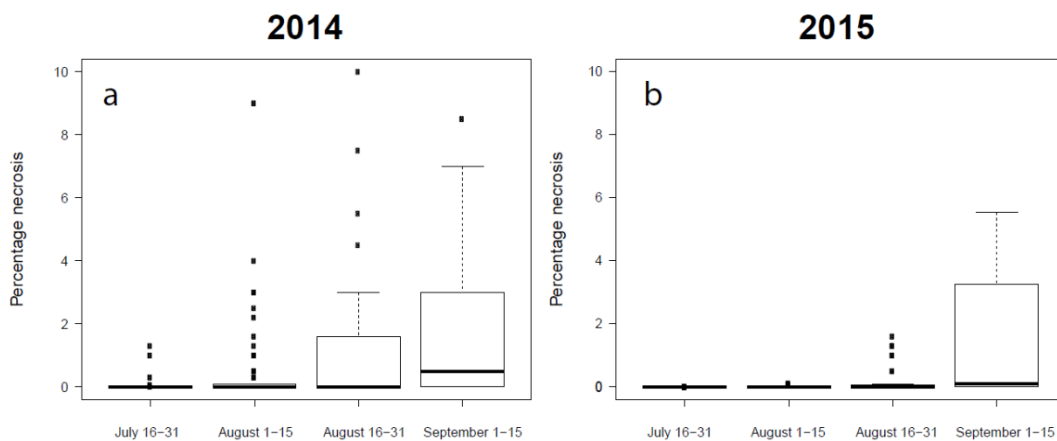 2014
2015
a
b
Percentage necrosis
10
8
6
4
2
0
July 16–31
August 1–15
August 16–31
September 1–15
Percentage necrosis
10
8
6
4
2
0
July 16–31
August 1–15
August 16–31
September 1–15